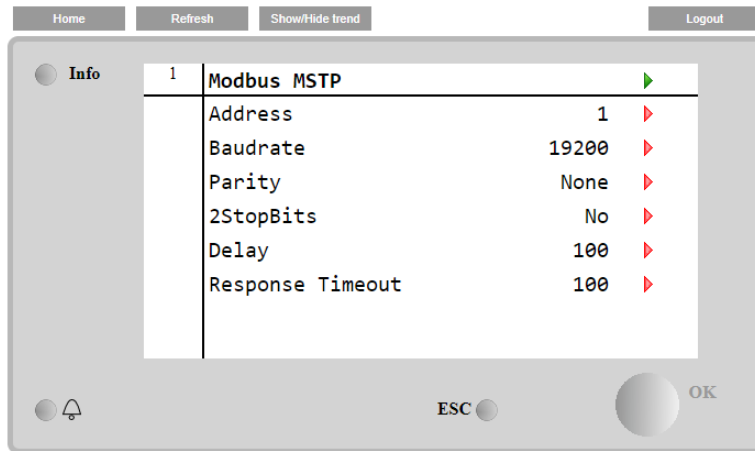 Home Refresh Show/Hide trend Logout
Info
1 Modbus MSTP
Address 1
Baudrate 19200
Parity None
2StopBits No
Delay 100
Response Timeout 100
ESC OK